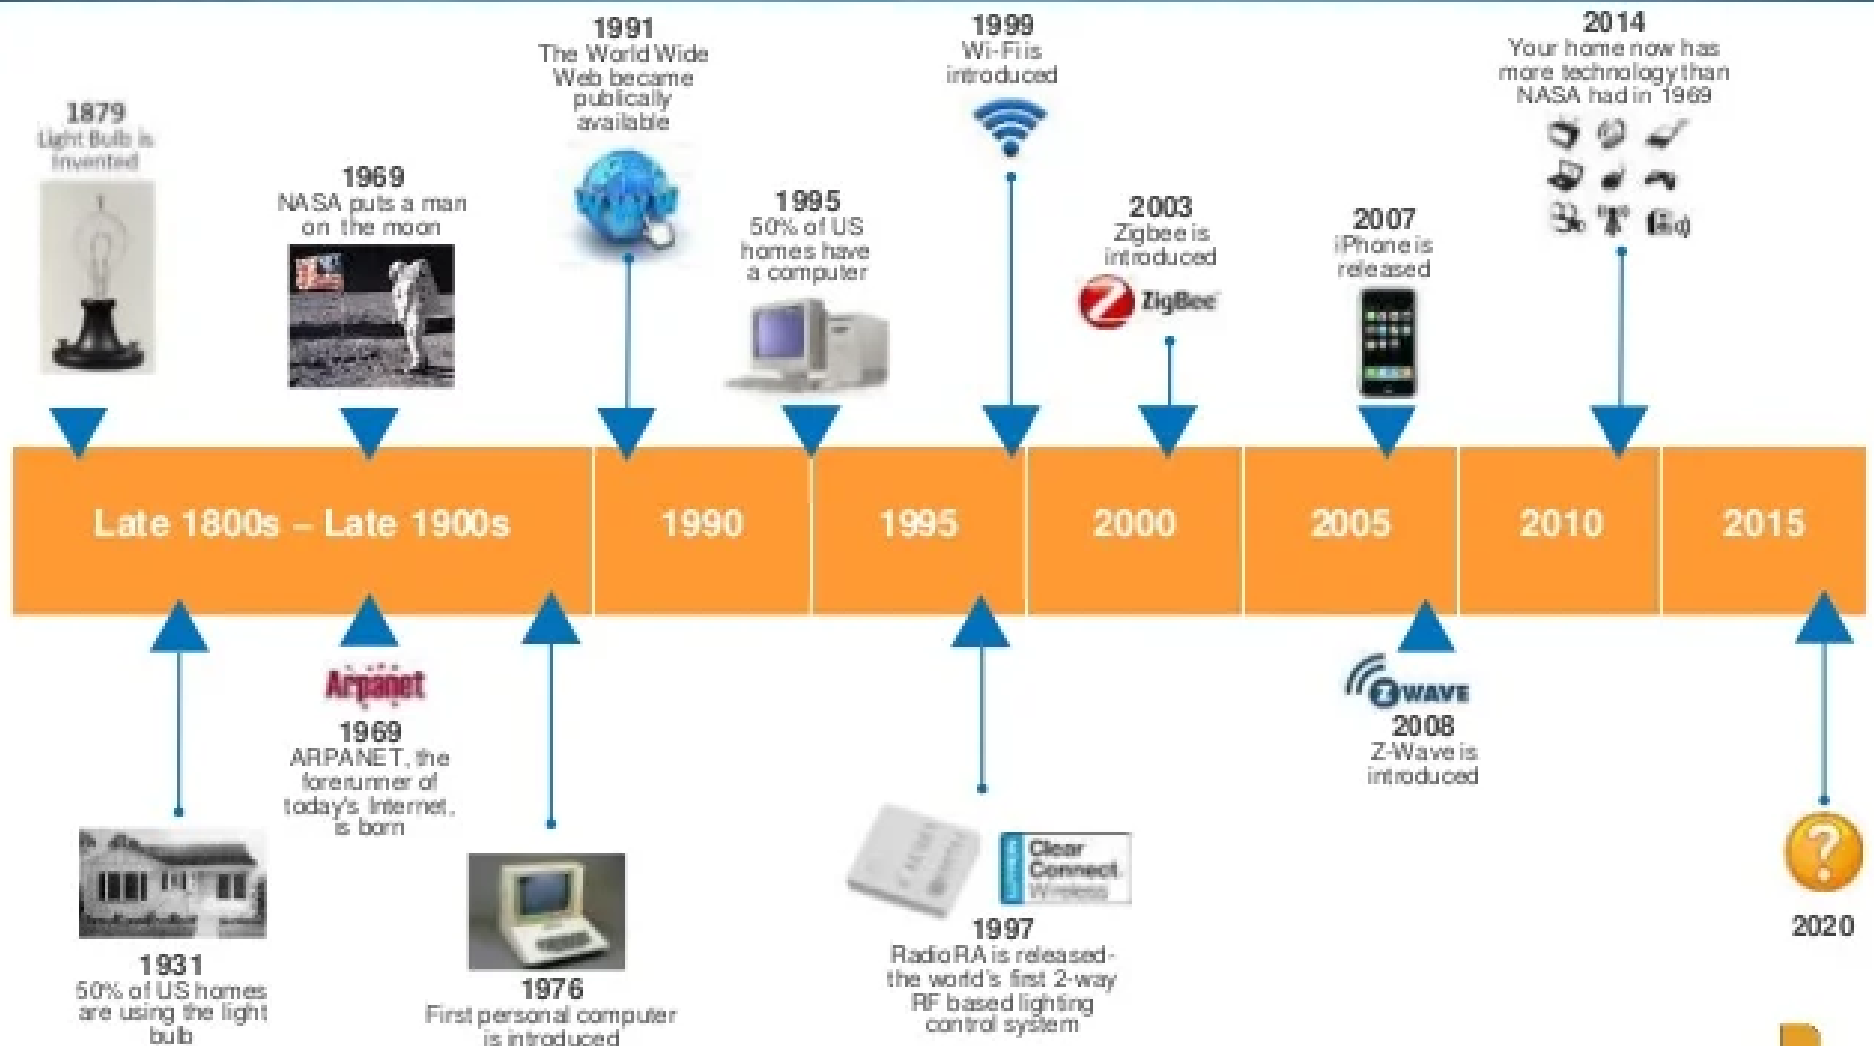 1879
Light Bulb is
Invented
1969
NASA puts a man
on the moon
1991
The World Wide
Web became
publically
available
1995
50% of US
homes have
a computer
1999
Wi-Fi is
introduced
2003
Zigbee is
introduced
ZigBee
2007
iPhone is
released
2014
Your home now has
more technology than
NASA had in 1969
Late 1800s – Late 1900s
1990
1995
2000
2005
2010
2015
1931
50% of US homes
are using the light
bulb
Arpanet
1969
ARPANET, the
forerunner of
today's Internet,
is born
1976
First personal computer
is introduced
Clear
Connect.
Wireless
1997
RadioRA is released-
the world's first 2-way
RF based lighting
control system
Z WAVE
2008
Z-Wave is
introduced
?
2020